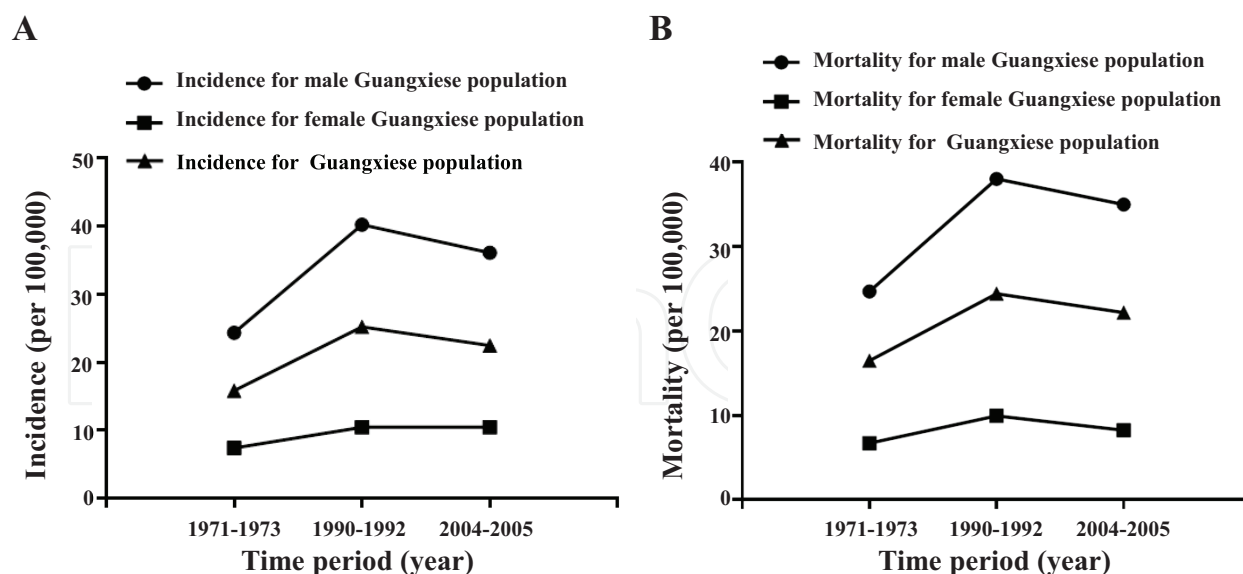 A
Incidence for male Guangxiese population
Incidence for female Guangxiese population
Incidence for Guangxiese population
Incidence (per 100,000)
50
40
30
20
10
0
1971-1973 1990-1992 2004-2005
Time period (year)
B
Mortality for male Guangxiese population
Mortality for female Guangxiese population
Mortality for Guangxiese population
Mortality (per 100,000)
40
30
20
10
0
1971-1973 1990-1992 2004-2005
Time period (year)